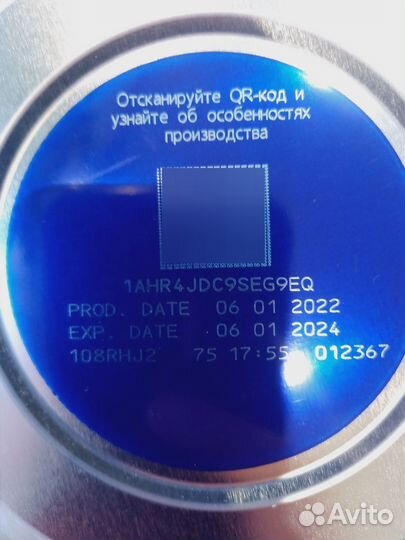 Отсканируйте QR-код и
узнайте об особенностях
производства
1AHR4JDC9SEG9EQ
PROD. DATE 06 01 2022
EXP. DATE 06 01 2024
108RHJ2 75 17:55 012367
Avito